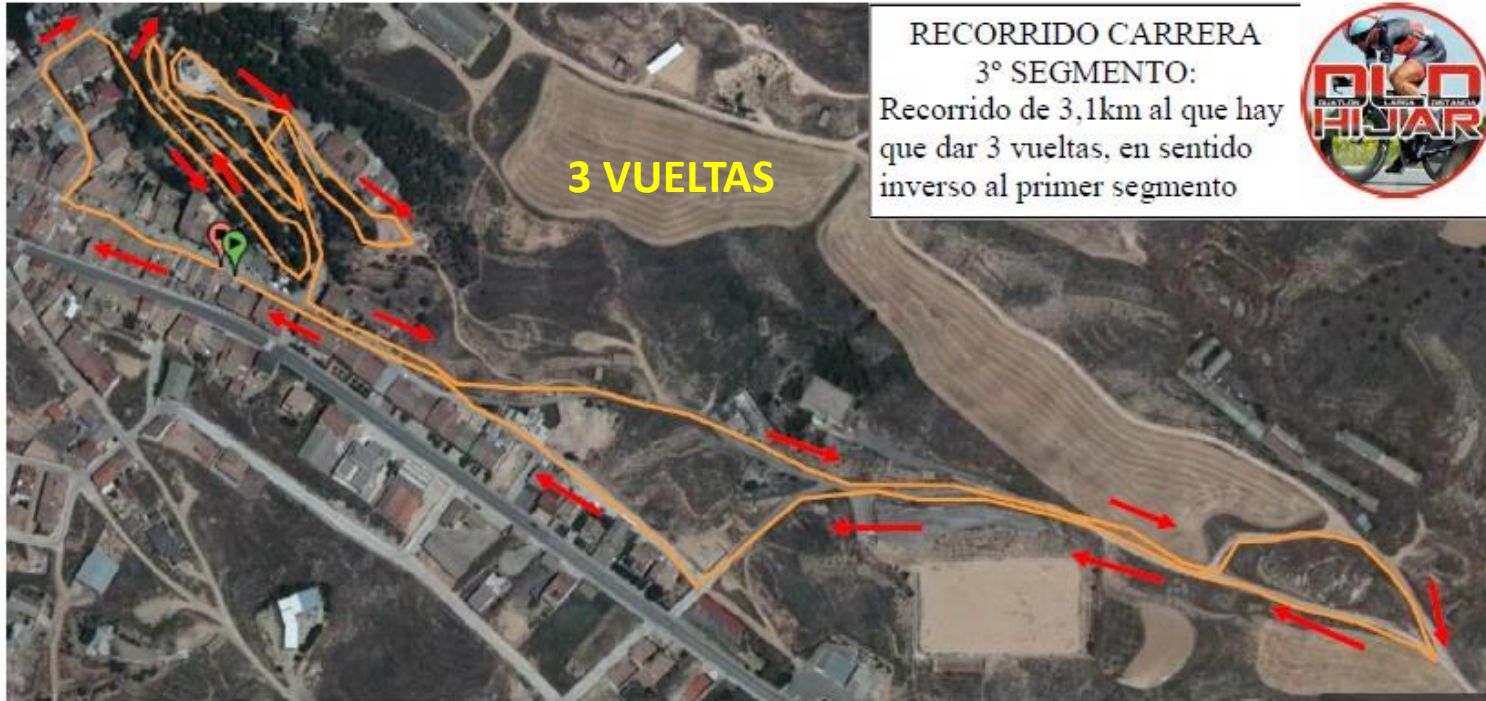 RECORRIDO CARRERA
3º SEGMENTO:
Recorrido de 3,1km al que hay
que dar 3 vueltas, en sentido
inverso al primer segmento
DLD
DUATLON LARGA DISTANCIA
HIJAR
3 VUELTAS